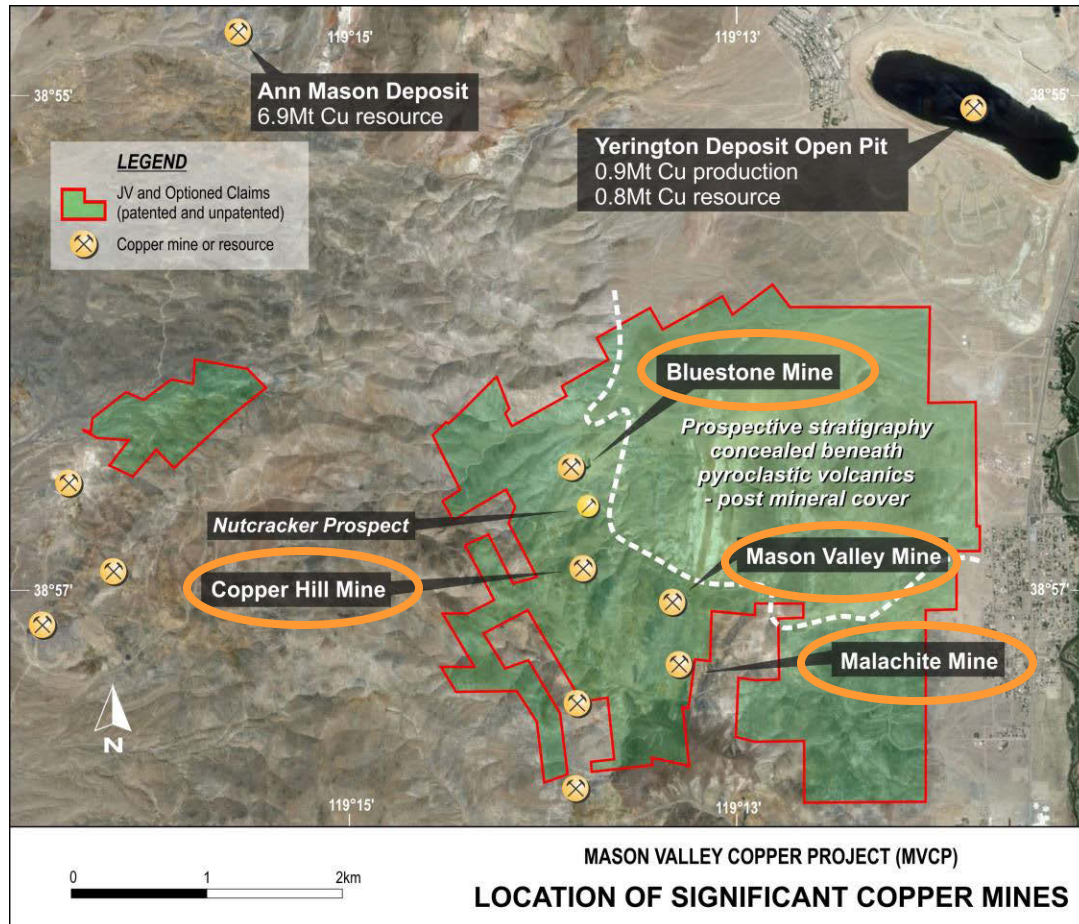 119°15'
119°13'
38°55'
38°55'
Ann Mason Deposit
6.9Mt Cu resource
Yerington Deposit Open Pit
0.9Mt Cu production
0.8Mt Cu resource
LEGEND
JV and Optioned Claims
(patented and unpatented)
Copper mine or resource
Bluestone Mine
Prospective stratigraphy
concealed beneath
pyroclastic volcanics
- post mineral cover
Nutcracker Prospect
Mason Valley Mine
Copper Hill Mine
38°57'
38°57'
Malachite Mine
N
119°15'
119°13'
0 1 2km
MASON VALLEY COPPER PROJECT (MVCP)
LOCATION OF SIGNIFICANT COPPER MINES